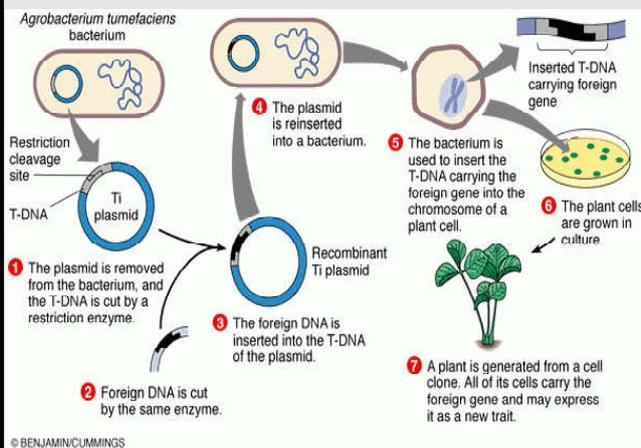 Agrobacterium tumefaciens
bacterium
Restriction
cleavage
site
T-DNA
Ti
plasmid
1 The plasmid is removed
from the bacterium, and
the T-DNA is cut by a
restriction enzyme.
2 Foreign DNA is cut
by the same enzyme.
3 The foreign DNA is
inserted into the T-DNA
of the plasmid.
Recombinant
Ti plasmid
4 The plasmid
is reinserted
into a bacterium.
5 The bacterium is
used to insert the
T-DNA carrying the
foreign gene into the
chromosome of a
plant cell.
Inserted T-DNA
carrying foreign
gene
6 The plant cells
are grown in
culture.
7 A plant is generated from a cell
clone. All of its cells carry the
foreign gene and may express
it as a new trait.
© BENJAMIN/CUMMINGS